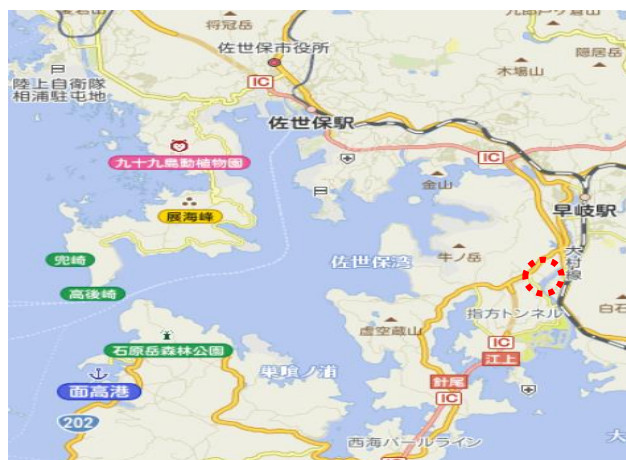 将冠岳
佐世保市役所
隠居岳
木場山
陸上自衛隊
相浦駐屯地
IC
佐世保駅
九十九島動植物園
IC
金山
早岐駅
展海峰
大村線
佐世保湾
牛ノ岳
兜崎
高後崎
指方トンネル
白石
虚空蔵山
石原岳森林公園
IC
江上
面高港
針尾
IC
202
西海パールライン
大